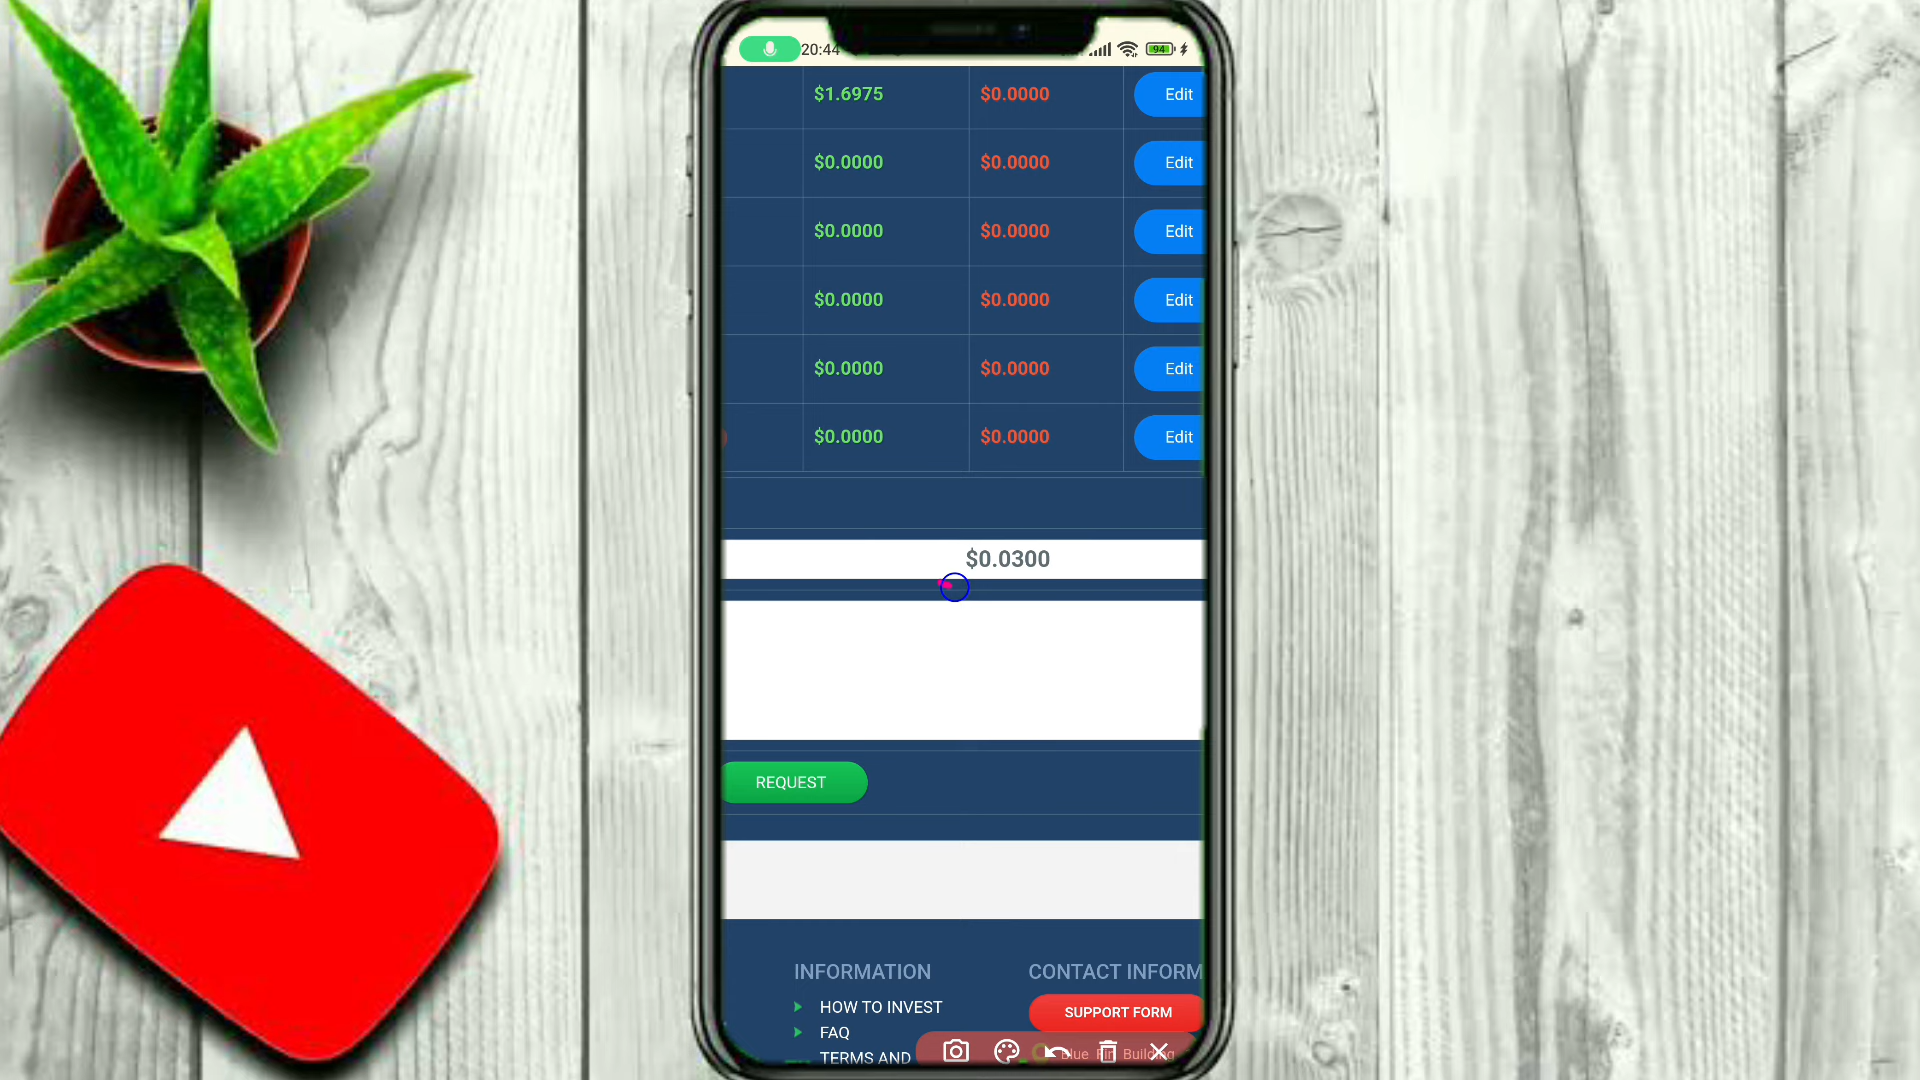 20:44
94
$1.6975 $0.0000 Edit
$0.0000 $0.0000 Edit
$0.0000 $0.0000 Edit
$0.0000 $0.0000 Edit
$0.0000 $0.0000 Edit
$0.0000 $0.0000 Edit
$0.0300
REQUEST
INFORMATION
CONTACT INFORM
HOW TO INVEST
SUPPORT FORM
FAQ
TERMS AND
Building